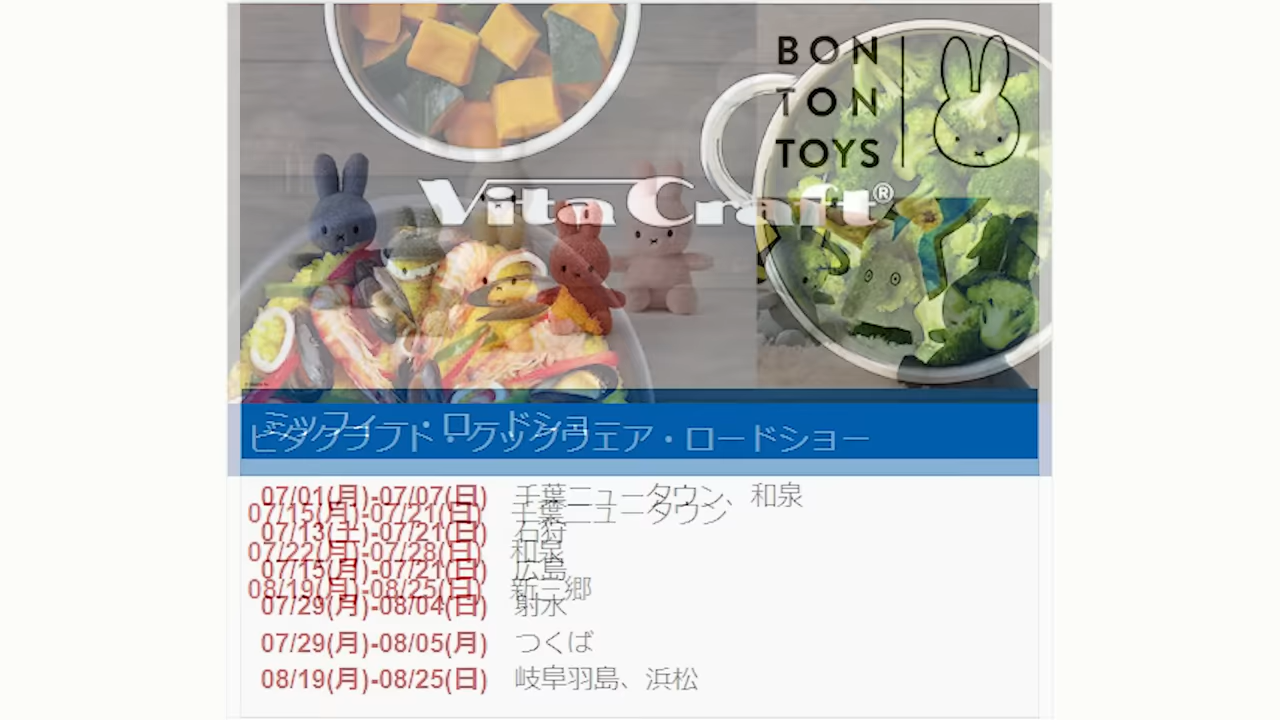 BON
TON
TOYS
Vita Craft®
ミッフィー・ロードショー
ビタクラフト・クックウェア・ロードショー
07/01(月)-07/07(日) 千葉ニュータウン、和泉
07/15(月)-07/21(日) 千葉ニュータウン
07/13(土)-07/21(日) 石狩
07/22(月)-07/28(日) 和泉
07/15(月)-07/21(日) 広島
08/19(月)-08/25(日) 新三郷
07/29(月)-08/04(日) 射水
07/29(月)-08/05(月) つくば
08/19(月)-08/25(日) 岐阜羽島、浜松